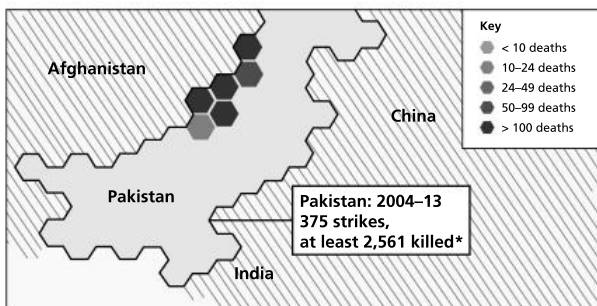 Key
< 10 deaths
10–24 deaths
24–49 deaths
50–99 deaths
> 100 deaths
Afghanistan
China
Pakistan
Pakistan: 2004–13
375 strikes,
at least 2,561 killed*
India